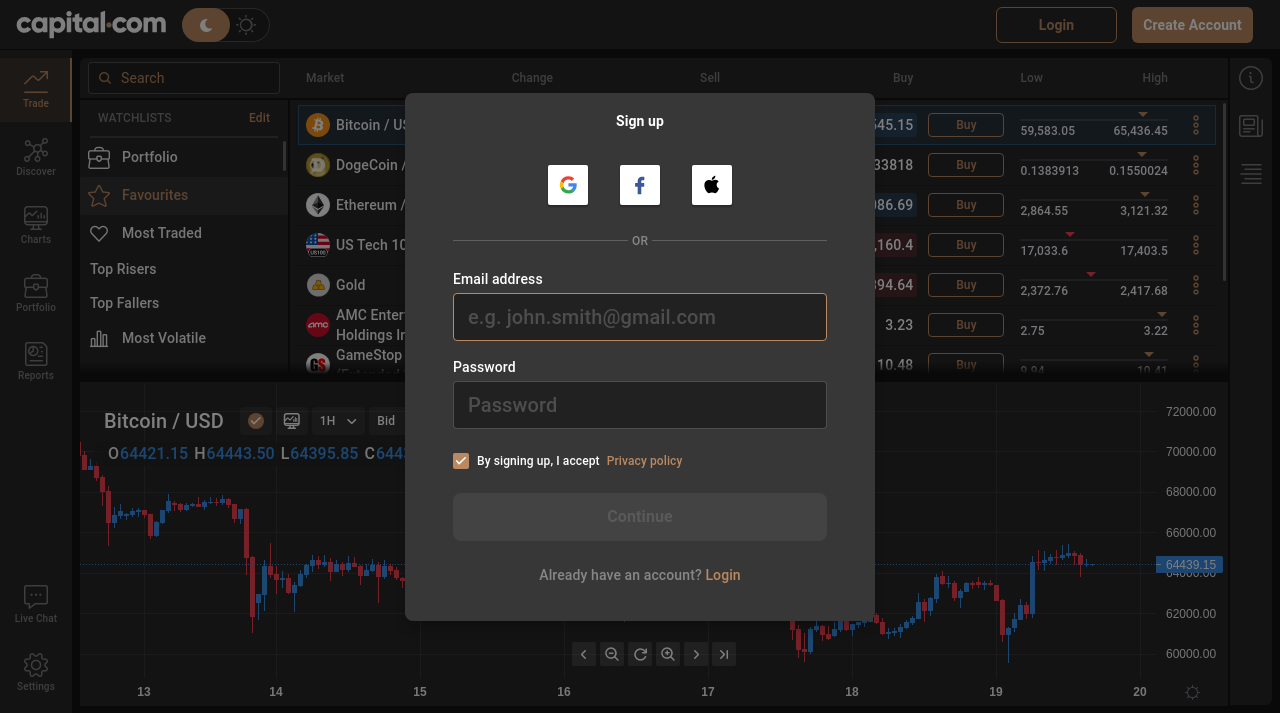 capital.com
Login
Create Account
Trade
Discover
Charts
Portfolio
Reports
Live Chat
Settings
Search
WATCHLISTS
Edit
Portfolio
Favourites
Most Traded
Top Risers
Top Fallers
Most Volatile
Market Change Sell Buy Low High
Bitcoin / US 545.15 Buy 59,583.05 65,436.45
DogeCoin / 33818 Buy 0.1383913 0.1550024
Ethereum / 086.69 Buy 2,864.55 3,121.32
US Tech 10 ,160.4 Buy 17,033.6 17,403.5
Gold 394.64 Buy 2,372.76 2,417.68
AMC Enter
Holdings In 3.23 Buy 2.75 3.22
GameStop 10.48 Buy 9.94 10.41
Sign up
OR
Email address
e.g. john.smith@gmail.com
Password
Password
By signing up, I accept Privacy policy
Continue
Already have an account? Login
Bitcoin / USD 1H Bid
O64421.15 H64443.50 L64395.85 C6443
72000.00
70000.00
68000.00
66000.00
64439.15
64000.00
62000.00
60000.00
13 14 15 16 17 18 19 20